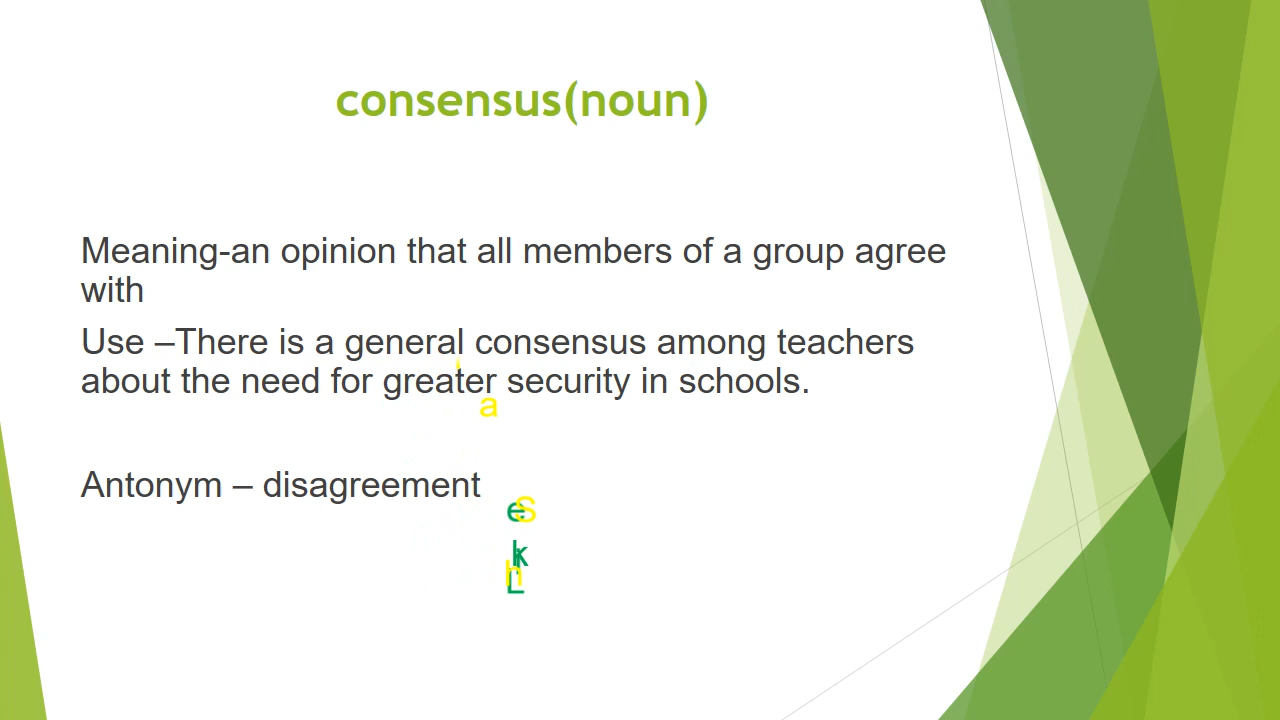 consensus(noun)
Meaning-an opinion that all members of a group agree
with
Use –There is a general consensus among teachers
about the need for greater security in schools.
Antonym – disagreement